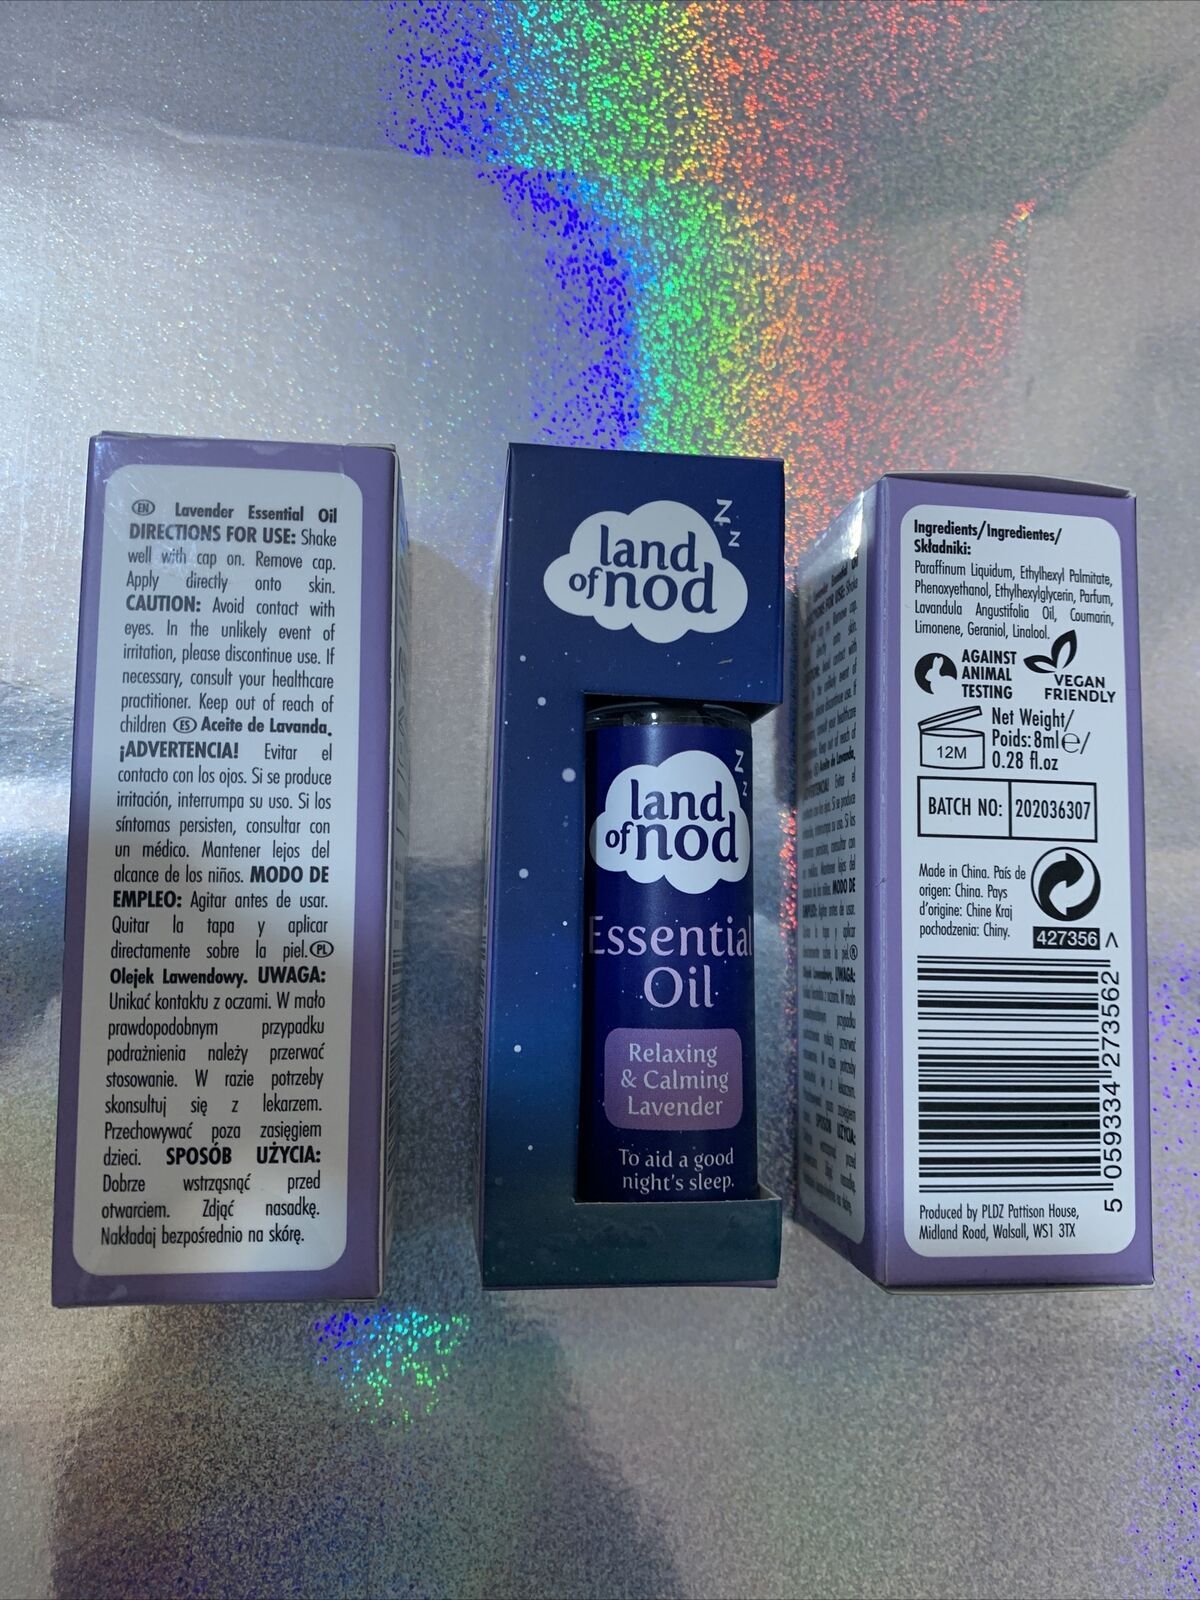 EN Lavender Essential Oil
DIRECTIONS FOR USE: Shake
well with cap on. Remove cap.
Apply directly onto skin.
CAUTION: Avoid contact with
eyes. In the unlikely event of
irritation, please discontinue use. If
necessary, consult your healthcare
practitioner. Keep out of reach of
children ES Aceite de Lavanda.
¡ADVERTENCIA! Evitar el
contacto con los ojos. Si se produce
irritación, interrumpa su uso. Si los
síntomas persisten, consultar con
un médico. Mantener lejos del
alcance de los niños. MODO DE
EMPLEO: Agitar antes de usar.
Quitar la tapa y aplicar
directamente sobre la piel. PL
Olejek Lawendowy. UWAGA:
Unikać kontaktu z oczami. W mało
prawdopodobnym przypadku
podrażnienia należy przerwać
stosowanie. W razie potrzeby
skonsultuj się z lekarzem.
Przechowywać poza zasięgiem
dzieci. SPOSÓB UŻYCIA:
Dobrze wstrząsnąć przed
otwarciem. Zdjąć nasadkę.
Nakładaj bezpośrednio na skórę.
z
z
land
of nod
z
z
land
of nod
Essential
Oil
Relaxing
& Calming
Lavender
To aid a good
night's sleep.
Ingredients/Ingredientes/
Składniki:
Paraffinum Liquidum, Ethylhexyl Palmitate,
Phenoxyethanol, Ethylhexylglycerin, Parfum,
Lavandula Angustifolia Oil, Coumarin,
Limonene, Geraniol, Linalool.
AGAINST
ANIMAL
TESTING
VEGAN
FRIENDLY
12M
Net Weight/
Poids: 8ml ℮/
0.28 fl.oz
BATCH NO: 202036307
Made in China. País de
origen: China. Pays
d'origine: Chine Kraj
pochodzenia: Chiny.
427356 >
5 059334 273562
Produced by PLDZ Pattison House,
Midland Road, Walsall, WS1 3TX